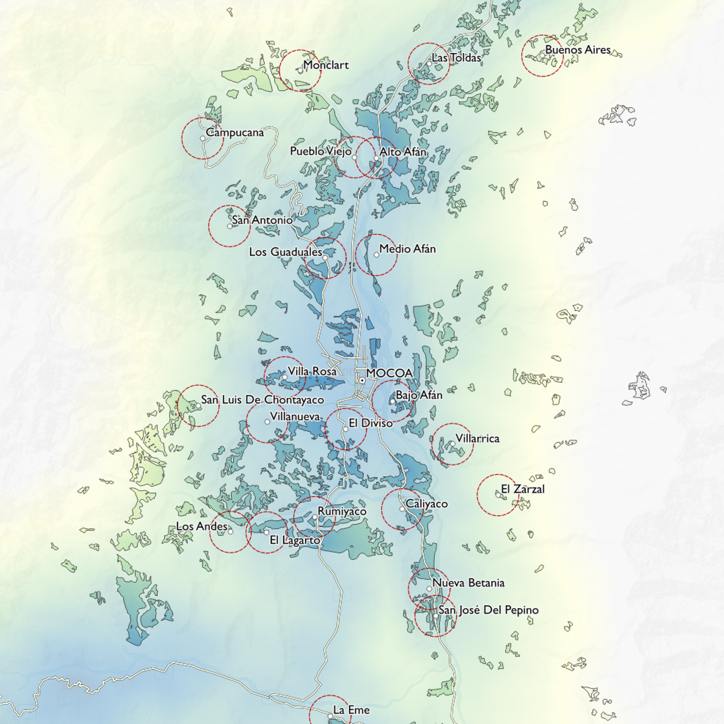 Buenos Aires
Las Toldas
Monclart
Campucana
Pueblo Viejo
Alto Afán
San Antonio
Los Guaduales
Medio Afán
Villa Rosa
MOCOA
San Luis De Chontayaco
Bajo Afán
Villanueva
El Diviso
Villarrica
El Zarzal
Caliyaco
Rumiyaco
Los Andes
El Lagarto
Nueva Betania
San José Del Pepino
La Eme